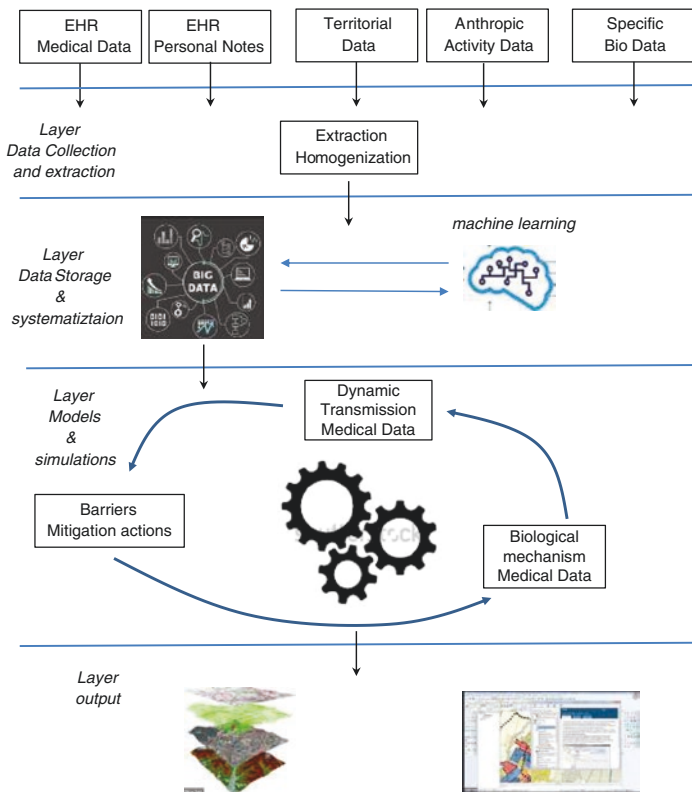 EHR
Medical Data
EHR
Personal Notes
Territorial
Data
Anthropic
Activity Data
Specific
Bio Data
Layer
Data Collection
and extraction
Extraction
Homogenization
Layer
Data Storage
&
systematiztaion
BIG
DATA
0101
1010
machine learning
Layer
Models
&
simulations
Dynamic
Transmission
Medical Data
Barriers
Mitigation actions
Biological
mechanism
Medical Data
Layer
output